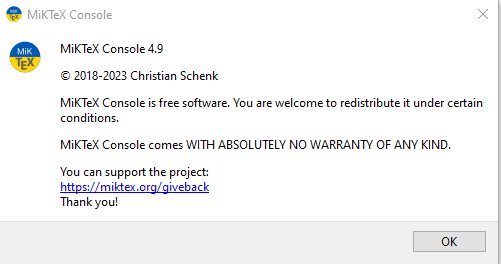 MiKTeX Console
MiK
TEX
MiKTeX Console 4.9
© 2018-2023 Christian Schenk
MiKTeX Console is free software. You are welcome to redistribute it under certain
conditions.
MiKTeX Console comes WITH ABSOLUTELY NO WARRANTY OF ANY KIND.
You can support the project:
https://miktex.org/giveback
Thank you!
OK